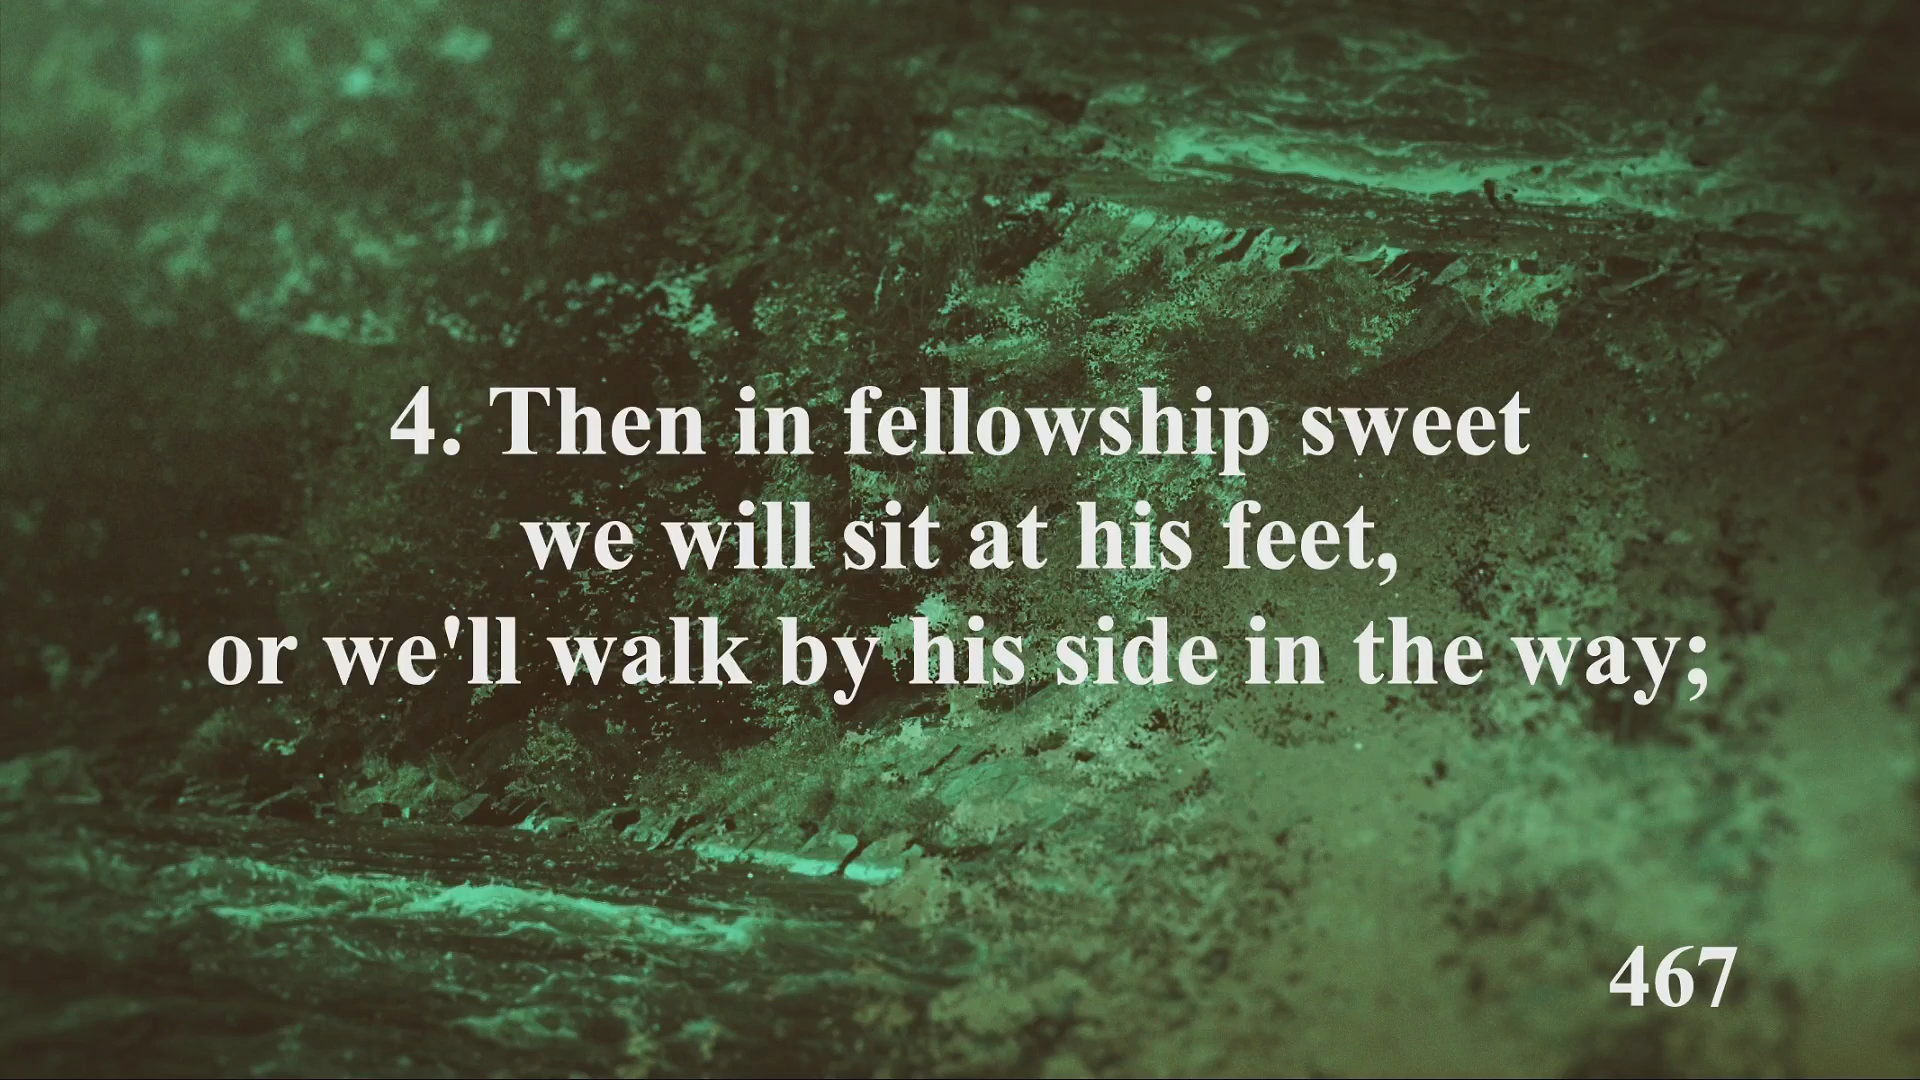 4. Then in fellowship sweet
we will sit at his feet,
or we'll walk by his side in the way;
467